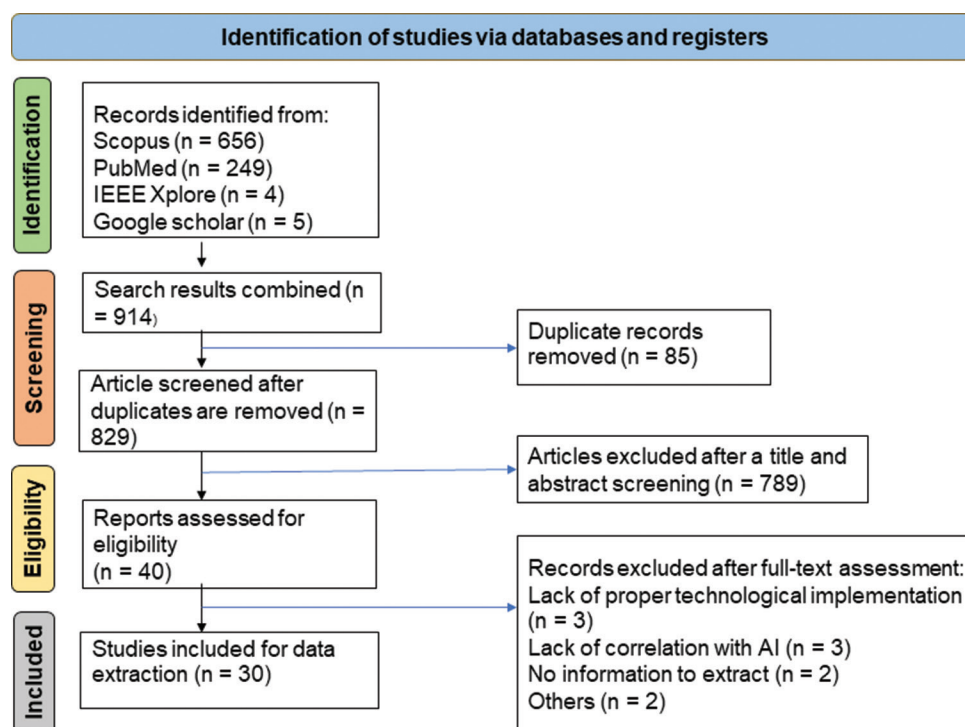 Identification of studies via databases and registers
Identification
Records identified from:
Scopus (n = 656)
PubMed (n = 249)
IEEE Xplore (n = 4)
Google scholar (n = 5)
Screening
Search results combined (n
= 914)
Duplicate records
removed (n = 85)
Article screened after
duplicates are removed (n =
829)
Articles excluded after a title and
abstract screening (n = 789)
Eligibility
Reports assessed for
eligibility
(n = 40)
Records excluded after full-text assessment:
Lack of proper technological implementation
(n = 3)
Lack of correlation with AI (n = 3)
No information to extract (n = 2)
Others (n = 2)
Included
Studies included for data
extraction (n = 30)